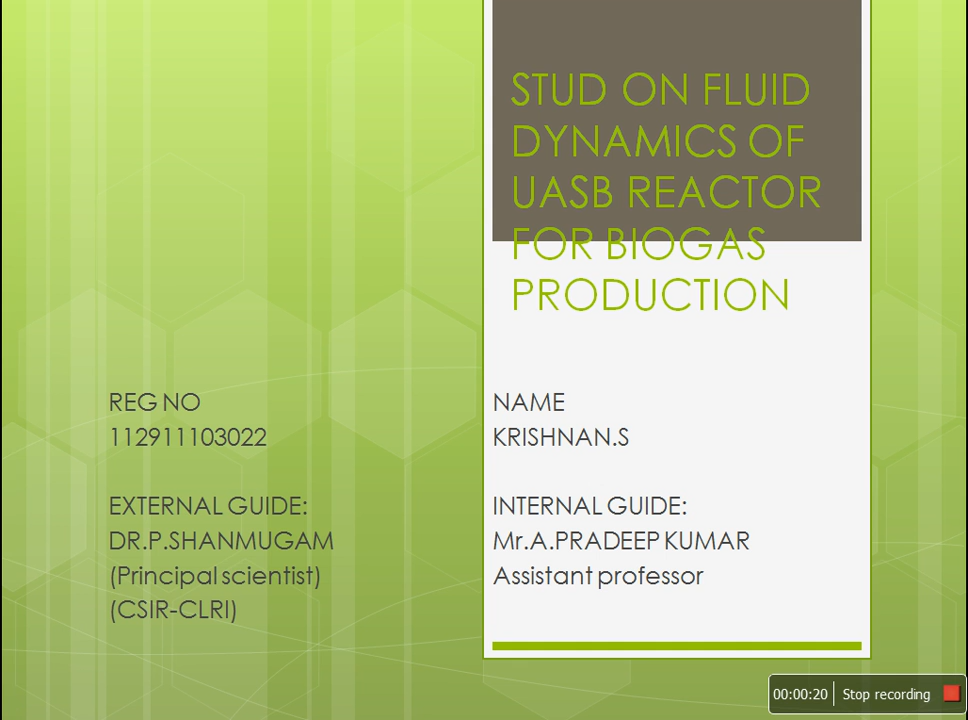 STUD ON FLUID
DYNAMICS OF
UASB REACTOR
FOR BIOGAS
PRODUCTION
REG NO
112911103022
EXTERNAL GUIDE:
DR.P.SHANMUGAM
(Principal scientist)
(CSIR-CLRI)
NAME
KRISHNAN.S
INTERNAL GUIDE:
Mr.A.PRADEEP KUMAR
Assistant professor
00:00:20 Stop recording